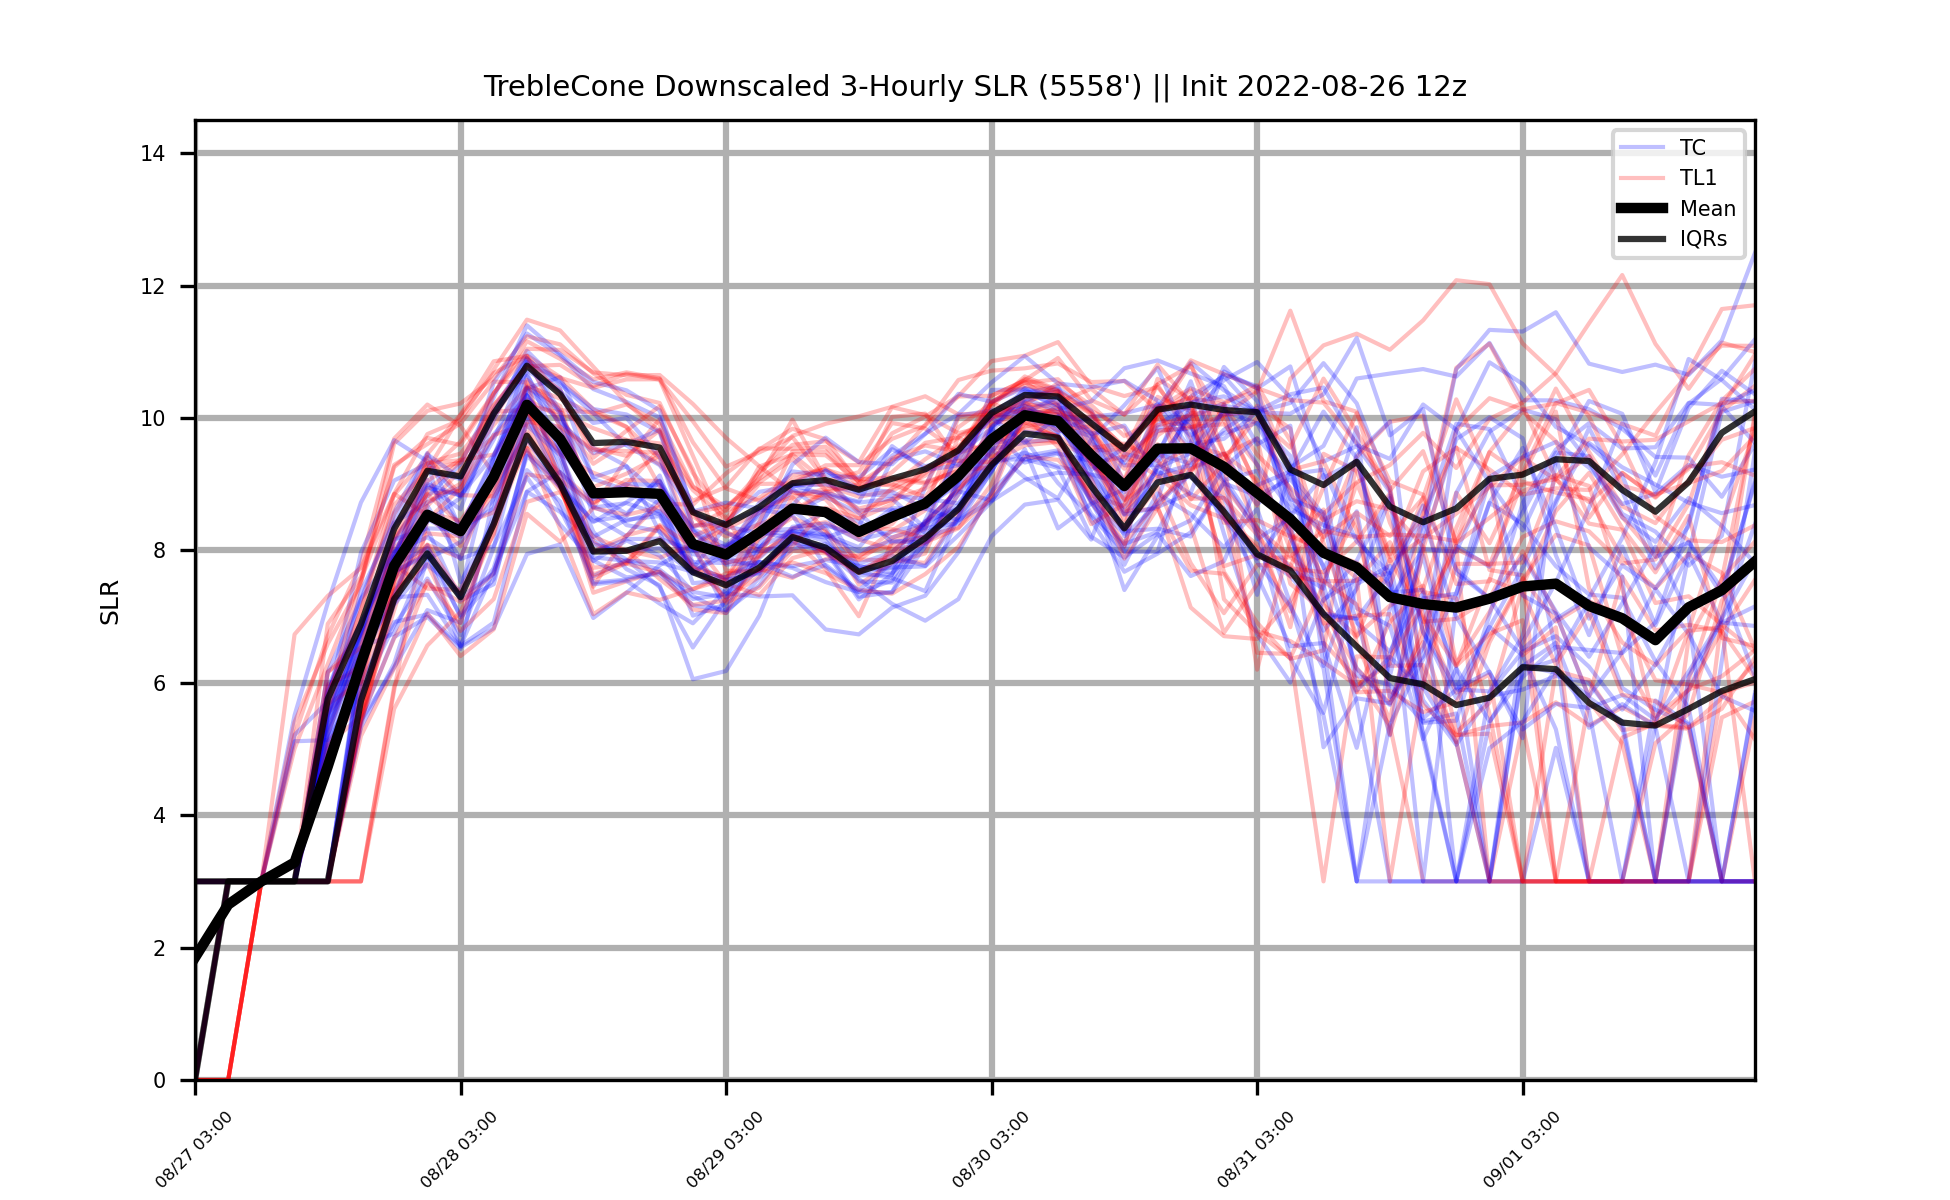 TrebleCone Downscaled 3-Hourly SLR (5558') || Init 2022-08-26 12z
TC
TL1
Mean
IQRs
SLR
14
12
10
8
6
4
2
0
08/27 03:00
08/28 03:00
08/29 03:00
08/30 03:00
08/31 03:00
09/01 03:00